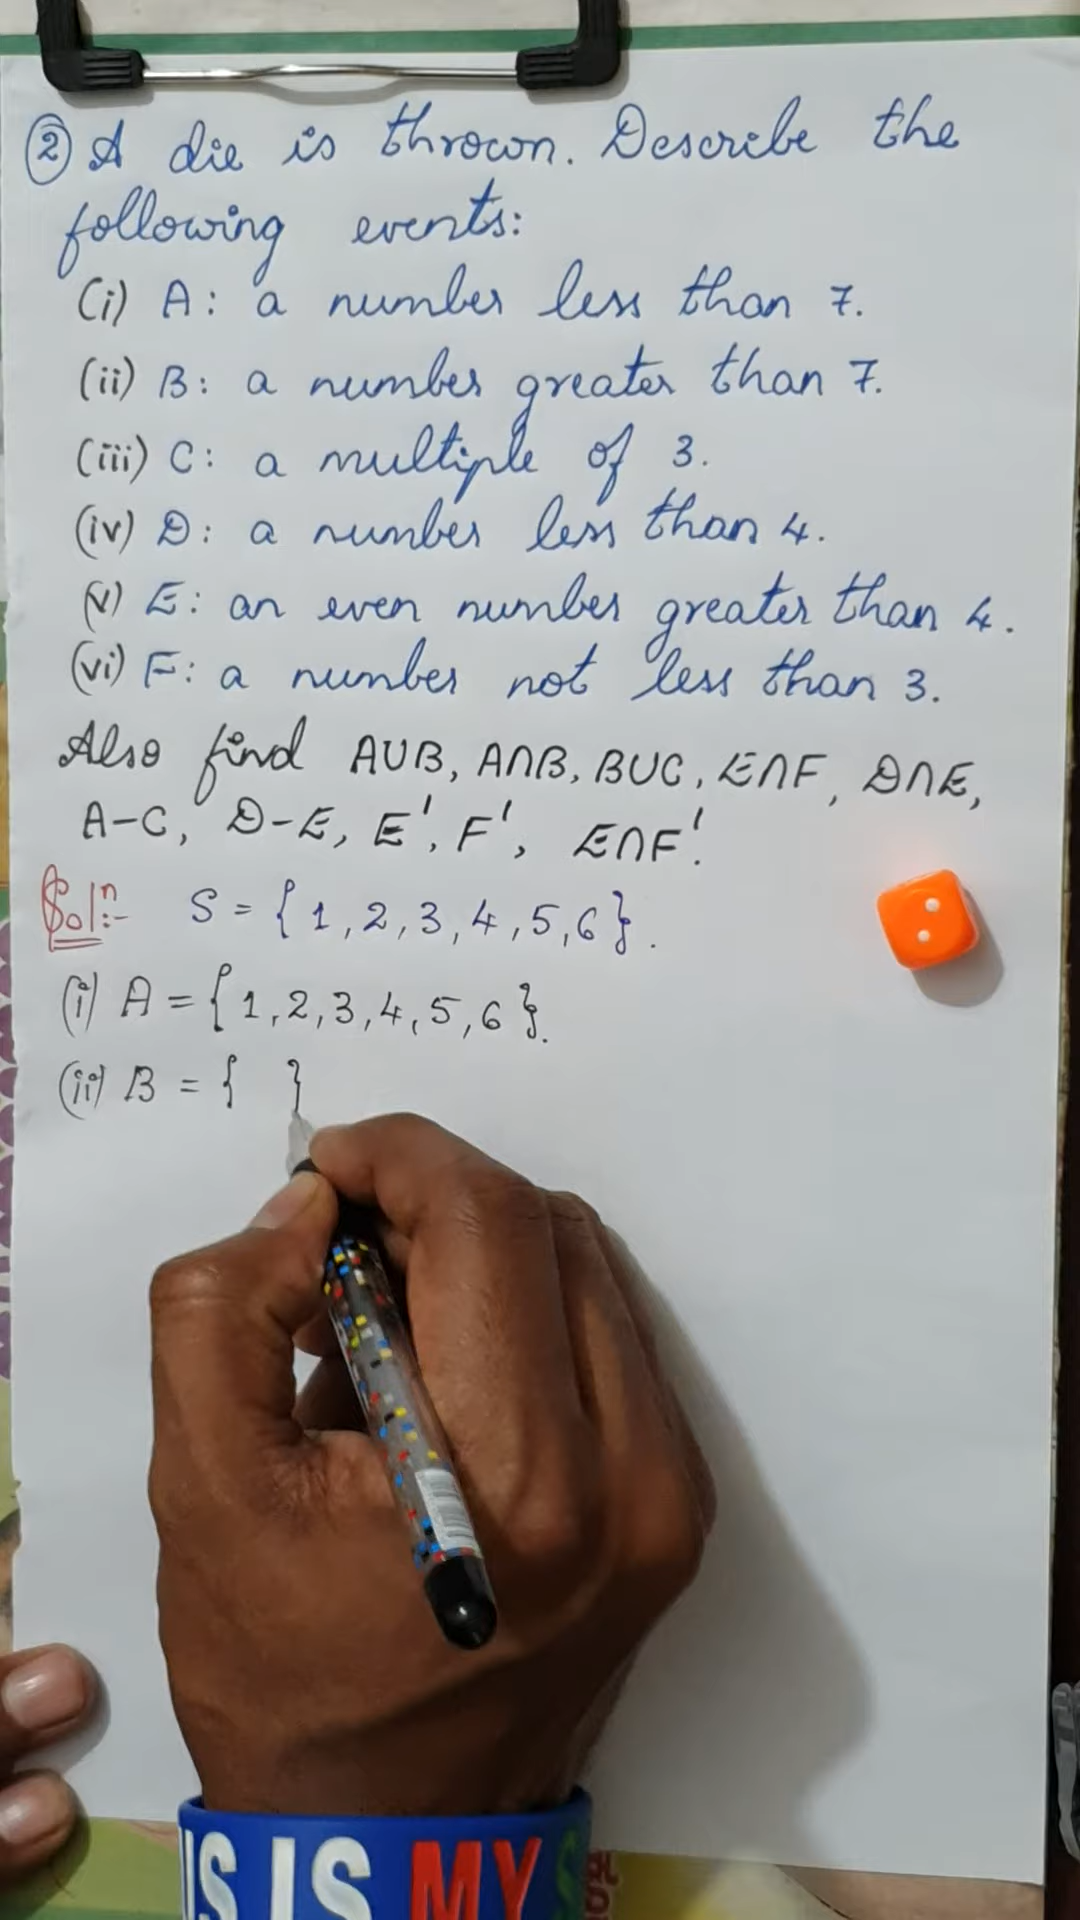 ② A die is thrown. Describe the
following events:
(i) A: a number less than 7.
(ii) B: a number greater than 7.
(iii) C: a multiple of 3.
(iv) D: a number less than 4.
(v) E: an even number greater than 4.
(vi) F: a number not less than 3.
Also find A∪B, A∩B, B∪C, E∩F, D∩E,
A-C, D-E, E', F', E∩F'.
Solⁿ:- S = {1,2,3,4,5,6}.
(i) A = {1,2,3,4,5,6}.
(ii) B = { }
IS IS MY